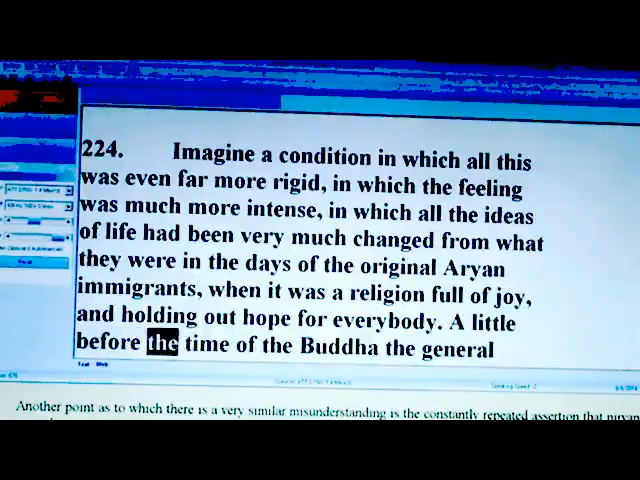 224. Imagine a condition in which all this
was even far more rigid, in which the feeling
was much more intense, in which all the ideas
of life had been very much changed from what
they were in the days of the original Aryan
immigrants, when it was a religion full of joy,
and holding out hope for everybody. A little
before the time of the Buddha the general
Another point as to which there is a very similar misunderstanding is the constantly repeated assertion that nirvan